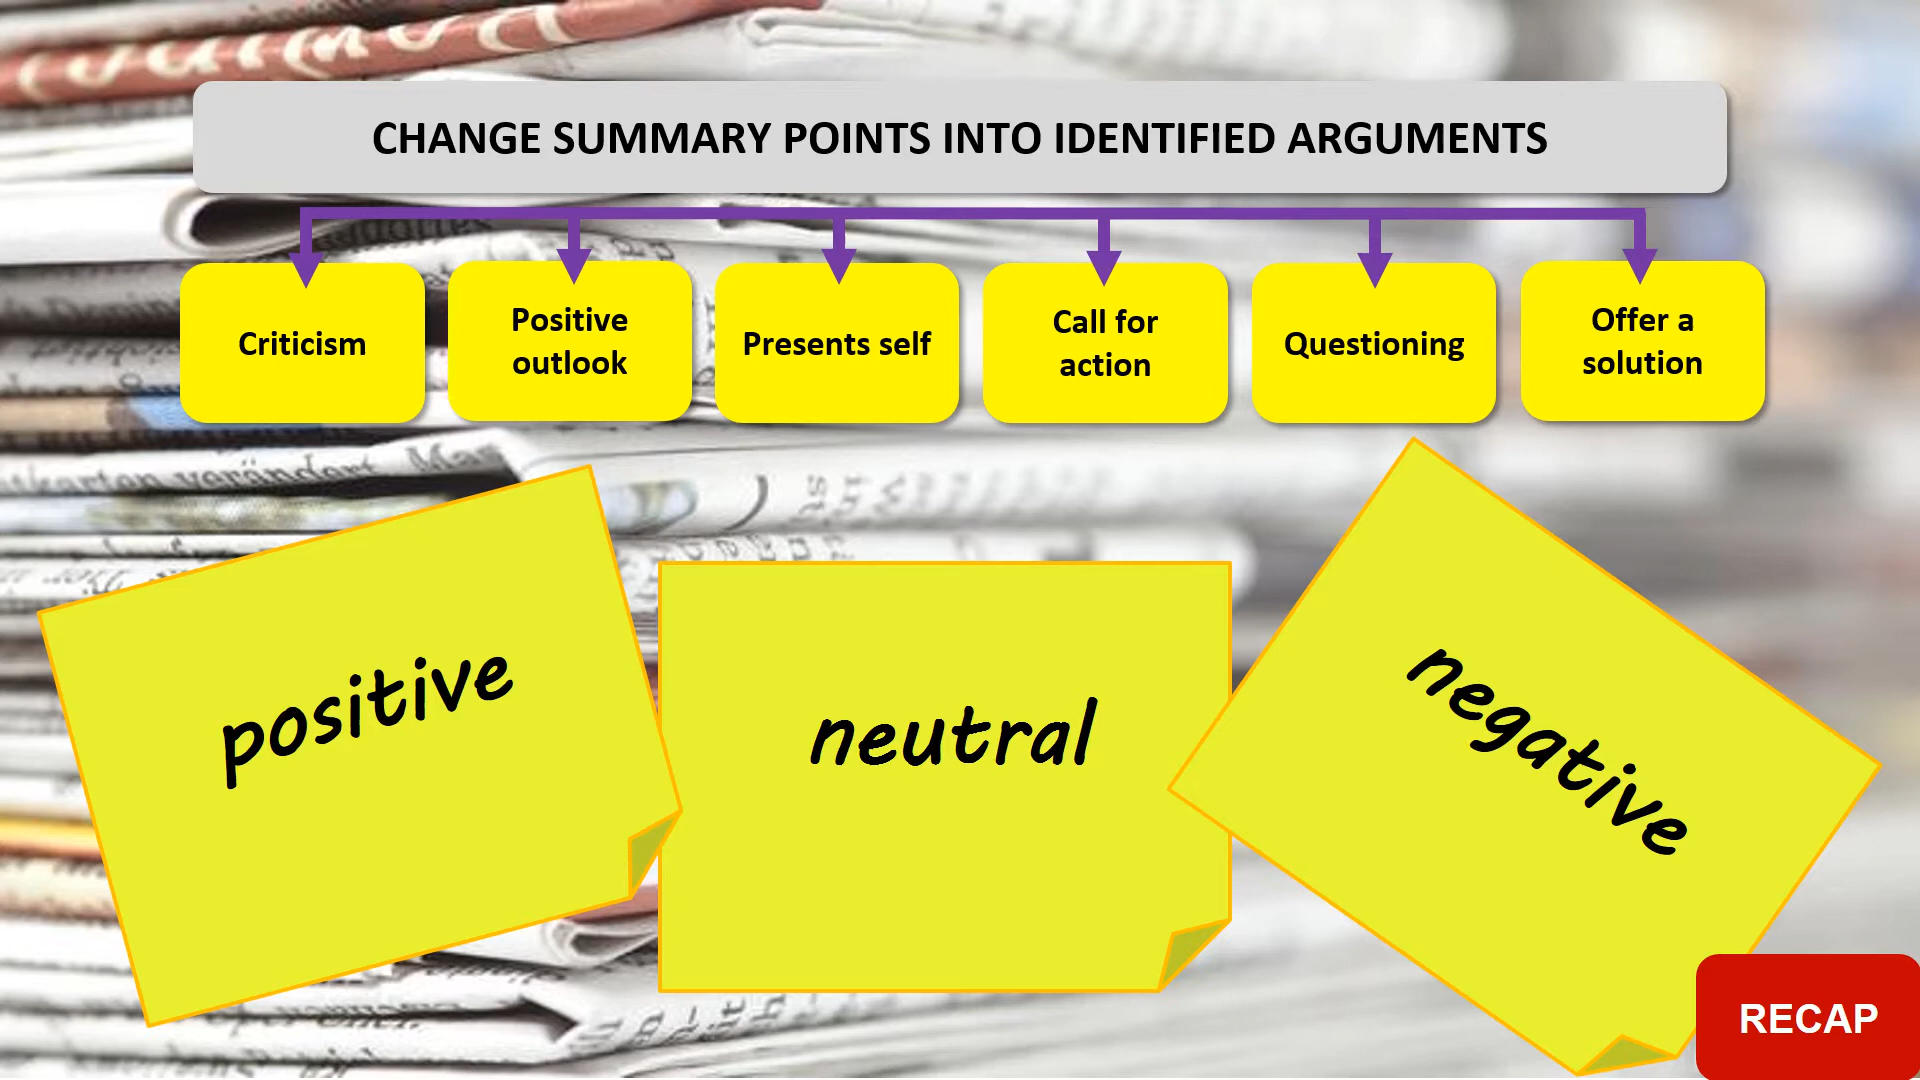 CHANGE SUMMARY POINTS INTO IDENTIFIED ARGUMENTS
Criticism
Positive
outlook
Presents self
Call for
action
Questioning
Offer a
solution
positive
neutral
negative
RECAP